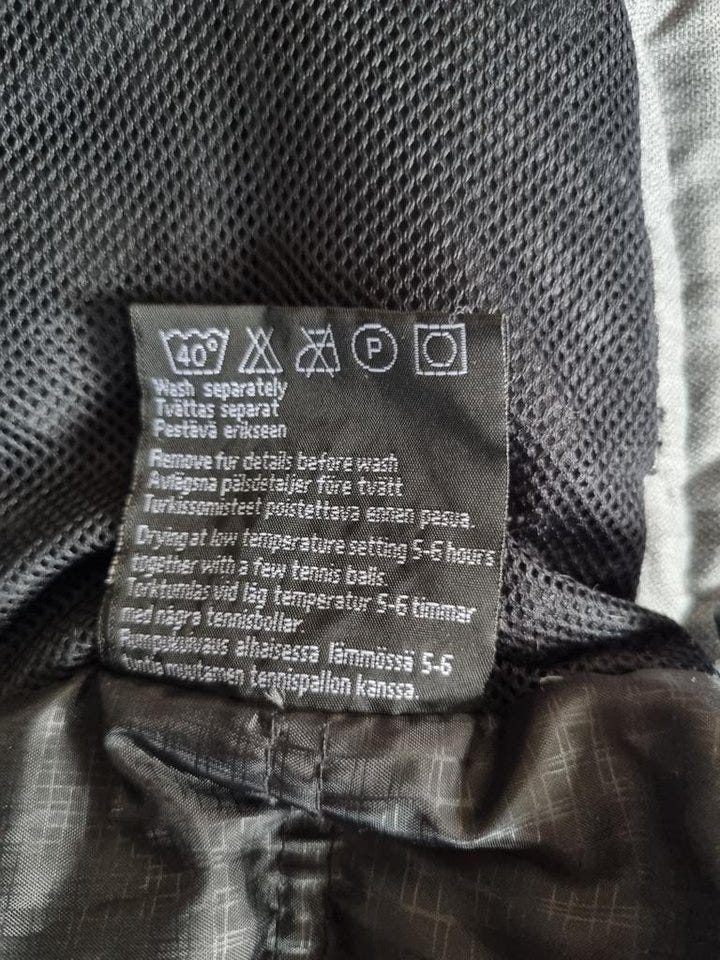 40°
P
Wash separately
Tvättas separat
Pestävä erikseen
Remove fur details before wash
Avlägsna pälsdetaljer före tvätt
Turkissomisteet poistettava ennen pesua.
Drying at low temperature setting 5-6 hours
together with a few tennis balls.
Torktumlas vid låg temperatur 5-6 timmar
med några tennisbollar.
Rumpukuivaus alhaisessa lämmössä 5-6
muutamen tennispallon kanssa.